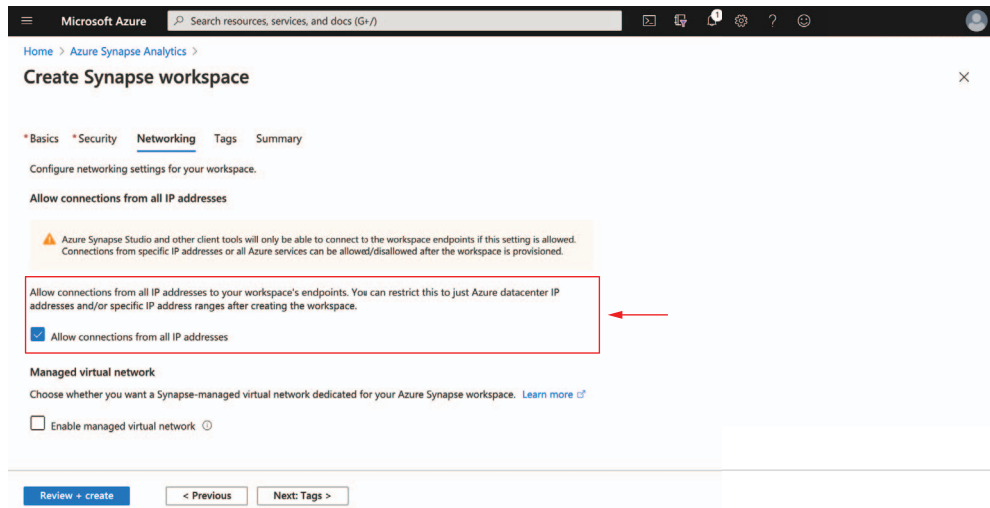 Microsoft Azure
Search resources, services, and docs (G+/)
1
Home > Azure Synapse Analytics >
Create Synapse workspace
* Basics * Security Networking Tags Summary
Configure networking settings for your workspace.
Allow connections from all IP addresses
Azure Synapse Studio and other client tools will only be able to connect to the workspace endpoints if this setting is allowed.
Connections from specific IP addresses or all Azure services can be allowed/disallowed after the workspace is provisioned.
Allow connections from all IP addresses to your workspace's endpoints. You can restrict this to just Azure datacenter IP
addresses and/or specific IP address ranges after creating the workspace.
Allow connections from all IP addresses
Managed virtual network
Choose whether you want a Synapse-managed virtual network dedicated for your Azure Synapse workspace. Learn more
Enable managed virtual network
Review + create < Previous Next: Tags >